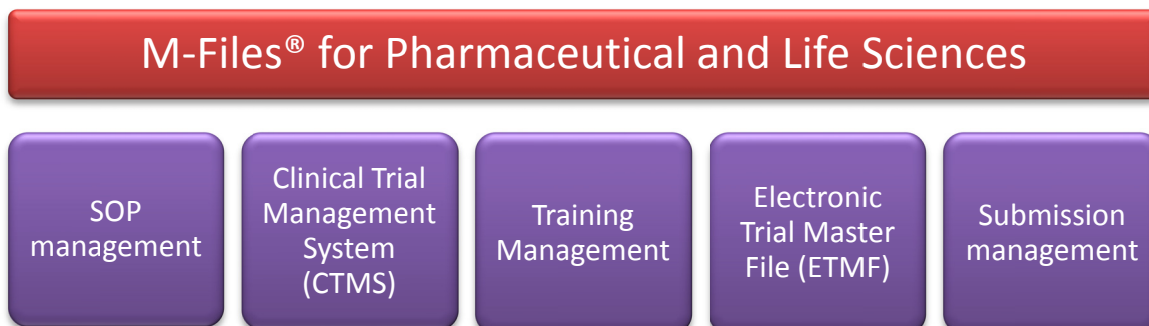 M-Files® for Pharmaceutical and Life Sciences
SOP
management
Clinical Trial
Management
System
(CTMS)
Training
Management
Electronic
Trial Master
File (ETMF)
Submission
management